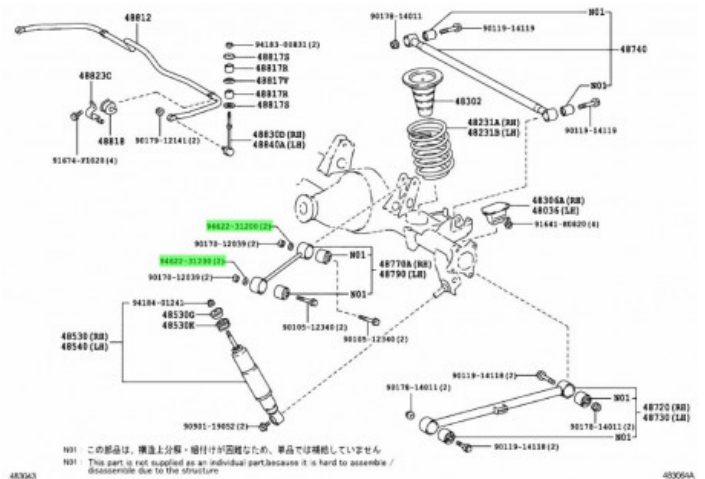 48812
94183-00831(2)
48817S
48817R
48817V
48817R
48817S
48823C
48818
90179-12141(2)
91674-F1020(4)
48830D(RH)
48840A(LH)
90178-14011
N01
90119-14119
48740
N01
90119-14119
48302
48231A(RH)
48231B(LH)
48306A(RH)
48036(LH)
91641-80820(4)
94622-31200(2)
90170-12039(2)
94622-31200(2)
90170-12039(2)
N01
48770A(RH)
48790(LH)
N01
90105-12340(2)
90105-12340(2)
94184-01241
48530G
48530K
48530(RH)
48540(LH)
90901-19052(2)
90119-14118(2)
90178-14011(2)
N01
48720(RH)
48730(LH)
90178-14011(2)
N01
90119-14118(2)
N01 : この部品は、構造上分解・組付けが困難なため、単品では補給していません
N01 : This part is not supplied as an individual part,because it is hard to assemble /
disassemble due to the structure
483043
483064A